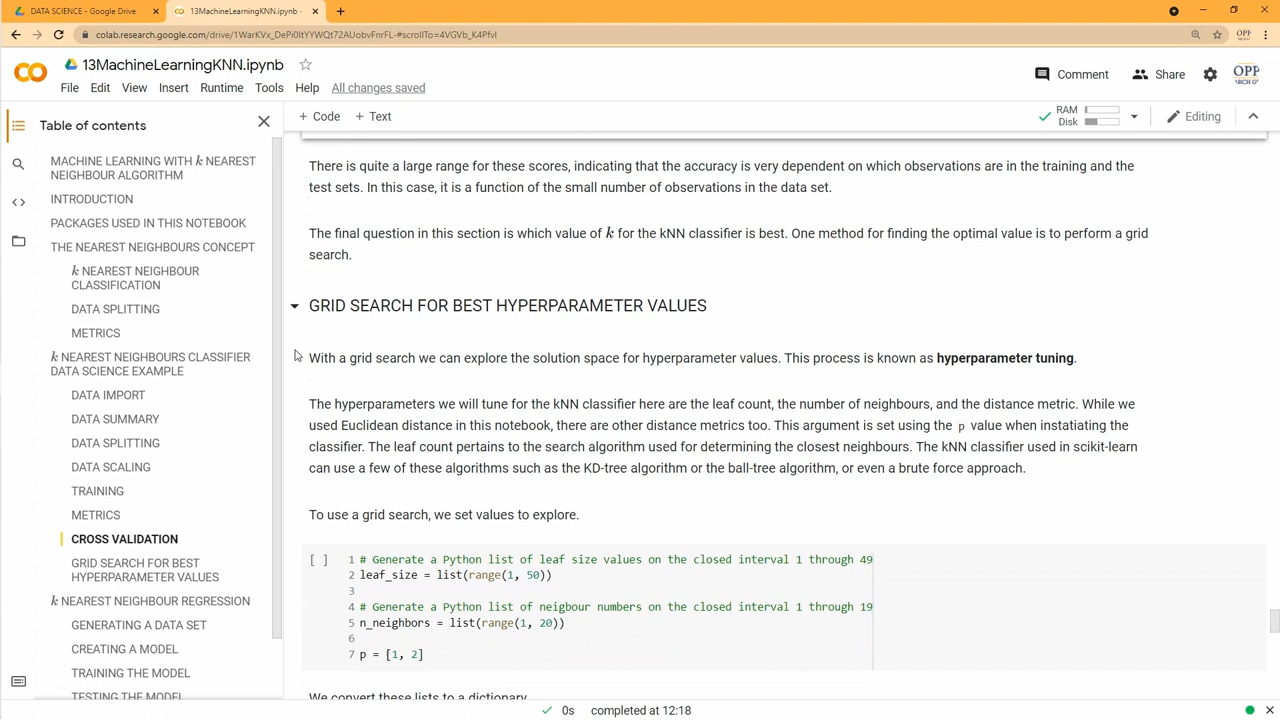 DATA SCIENCE - Google Drive
13MachineLearningKNN.ipynb -
colab.research.google.com/drive/1WarKVx_DePi0ItYYWQt72AUobvFnrFL-#scrollTo=4VGVb_K4Pfvl
OPP
13MachineLearningKNN.ipynb
File Edit View Insert Runtime Tools Help All changes saved
Comment Share
OPP
+ Code + Text
RAM
Disk
Editing
Table of contents
MACHINE LEARNING WITH k NEAREST
NEIGHBOUR ALGORITHM
INTRODUCTION
PACKAGES USED IN THIS NOTEBOOK
THE NEAREST NEIGHBOURS CONCEPT
k NEAREST NEIGHBOUR
CLASSIFICATION
DATA SPLITTING
METRICS
k NEAREST NEIGHBOURS CLASSIFIER
DATA SCIENCE EXAMPLE
DATA IMPORT
DATA SUMMARY
DATA SPLITTING
DATA SCALING
TRAINING
METRICS
CROSS VALIDATION
GRID SEARCH FOR BEST
HYPERPARAMETER VALUES
k NEAREST NEIGHBOUR REGRESSION
GENERATING A DATA SET
CREATING A MODEL
TRAINING THE MODEL
TESTING THE MODEL
There is quite a large range for these scores, indicating that the accuracy is very dependent on which observations are in the training and the
test sets. In this case, it is a function of the small number of observations in the data set.
The final question in this section is which value of k for the kNN classifier is best. One method for finding the optimal value is to perform a grid
search.
GRID SEARCH FOR BEST HYPERPARAMETER VALUES
With a grid search we can explore the solution space for hyperparameter values. This process is known as hyperparameter tuning.
The hyperparameters we will tune for the kNN classifier here are the leaf count, the number of neighbours, and the distance metric. While we
used Euclidean distance in this notebook, there are other distance metrics too. This argument is set using the p value when instatiating the
classifier. The leaf count pertains to the search algorithm used for determining the closest neighbours. The kNN classifier used in scikit-learn
can use a few of these algorithms such as the KD-tree algorithm or the ball-tree algorithm, or even a brute force approach.
To use a grid search, we set values to explore.
[ ] 1 # Generate a Python list of leaf size values on the closed interval 1 through 49
2 leaf_size = list(range(1, 50))
3
4 # Generate a Python list of neigbour numbers on the closed interval 1 through 19
5 n_neighbors = list(range(1, 20))
6
7 p = [1, 2]
We convert these lists to a dictionary.
0s completed at 12:18